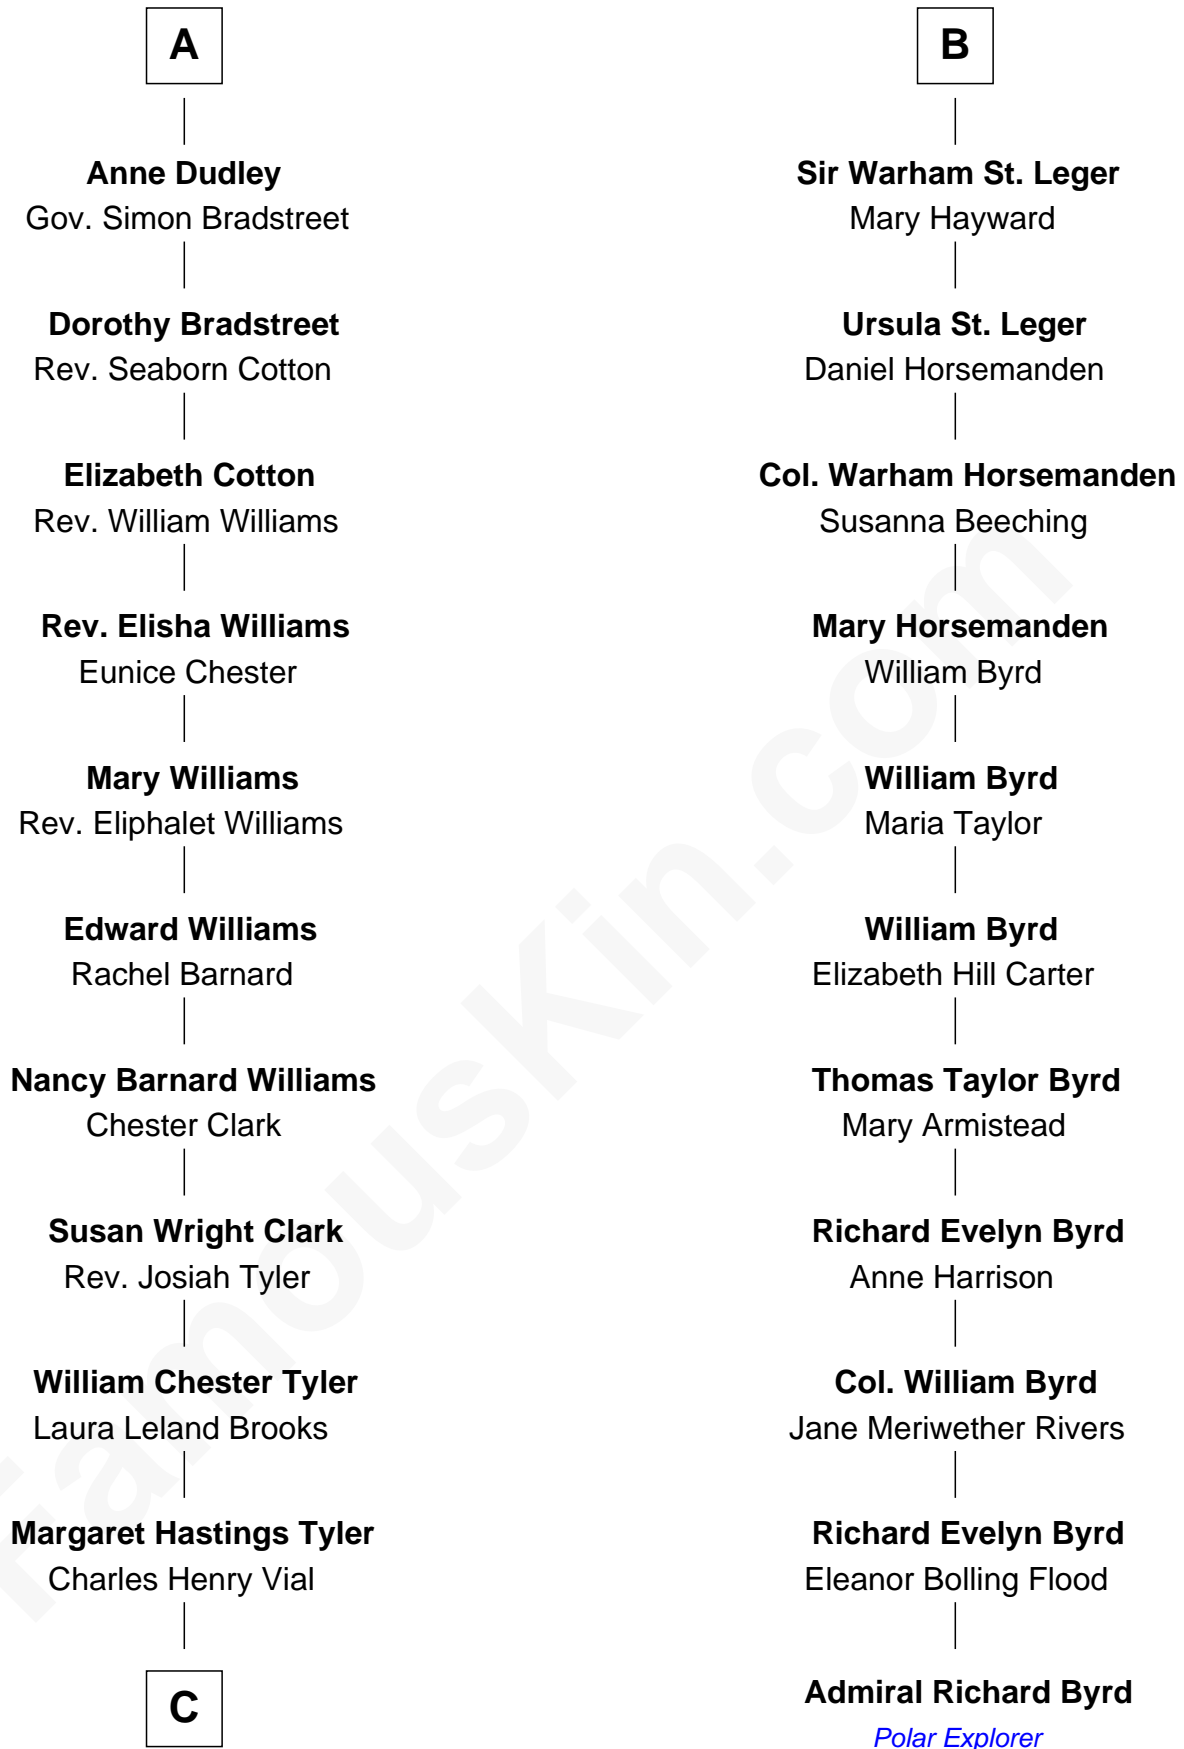 A
Anne Dudley
Gov. Simon Bradstreet
Dorothy Bradstreet
Rev. Seaborn Cotton
Elizabeth Cotton
Rev. William Williams
Rev. Elisha Williams
Eunice Chester
Mary Williams
Rev. Eliphalet Williams
Edward Williams
Rachel Barnard
Nancy Barnard Williams
Chester Clark
Susan Wright Clark
Rev. Josiah Tyler
William Chester Tyler
Laura Leland Brooks
Margaret Hastings Tyler
Charles Henry Vial
C
B
Sir Warham St. Leger
Mary Hayward
Ursula St. Leger
Daniel Horsemanden
Col. Warham Horsemanden
Susanna Beeching
Mary Horsemanden
William Byrd
William Byrd
Maria Taylor
William Byrd
Elizabeth Hill Carter
Thomas Taylor Byrd
Mary Armistead
Richard Evelyn Byrd
Anne Harrison
Col. William Byrd
Jane Meriwether Rivers
Richard Evelyn Byrd
Eleanor Bolling Flood
Admiral Richard Byrd
Polar Explorer
FamousKin.com